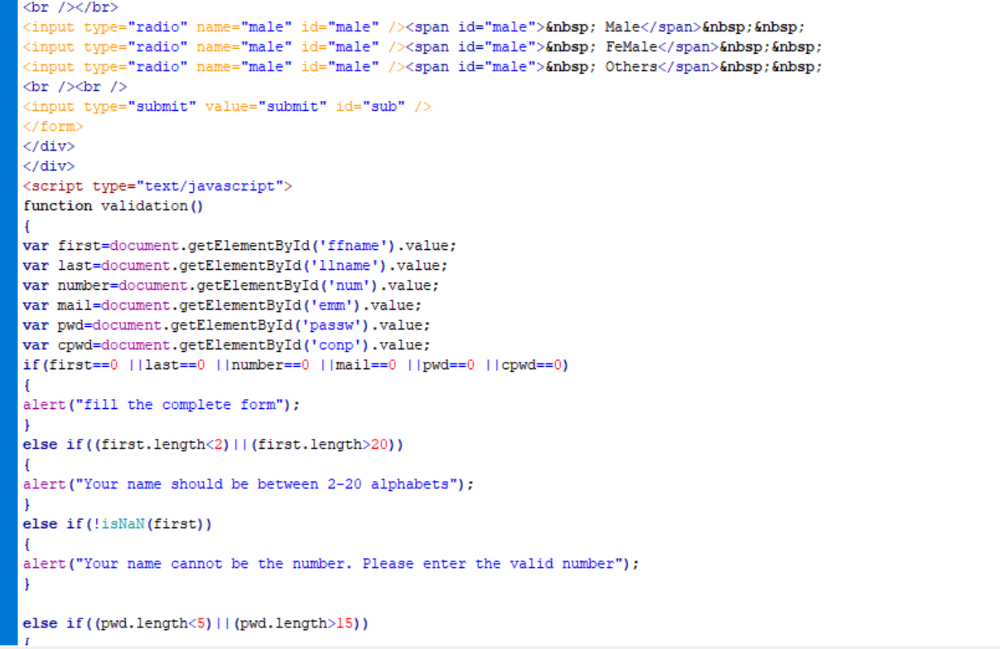 <br /></br>
<input type="radio" name="male" id="male" /><span id="male">&nbsp; Male</span>&nbsp;&nbsp;
<input type="radio" name="male" id="male" /><span id="male">&nbsp; FeMale</span>&nbsp;&nbsp;
<input type="radio" name="male" id="male" /><span id="male">&nbsp; Others</span>&nbsp;&nbsp;
<br /><br />
<input type="submit" value="submit" id="sub" />
</form>
</div>
</div>
<script type="text/javascript">
function validation()
{
var first=document.getElementById('ffname').value;
var last=document.getElementById('llname').value;
var number=document.getElementById('num').value;
var mail=document.getElementById('emm').value;
var pwd=document.getElementById('passw').value;
var cpwd=document.getElementById('conp').value;
if(first==0 ||last==0 ||number==0 ||mail==0 ||pwd==0 ||cpwd==0)
{
alert("fill the complete form");
}
else if((first.length<2)||(first.length>20))
{
alert("Your name should be between 2-20 alphabets");
}
else if(!isNaN(first))
{
alert("Your name cannot be the number. Please enter the valid number");
}

else if((pwd.length<5)||(pwd.length>15))
{